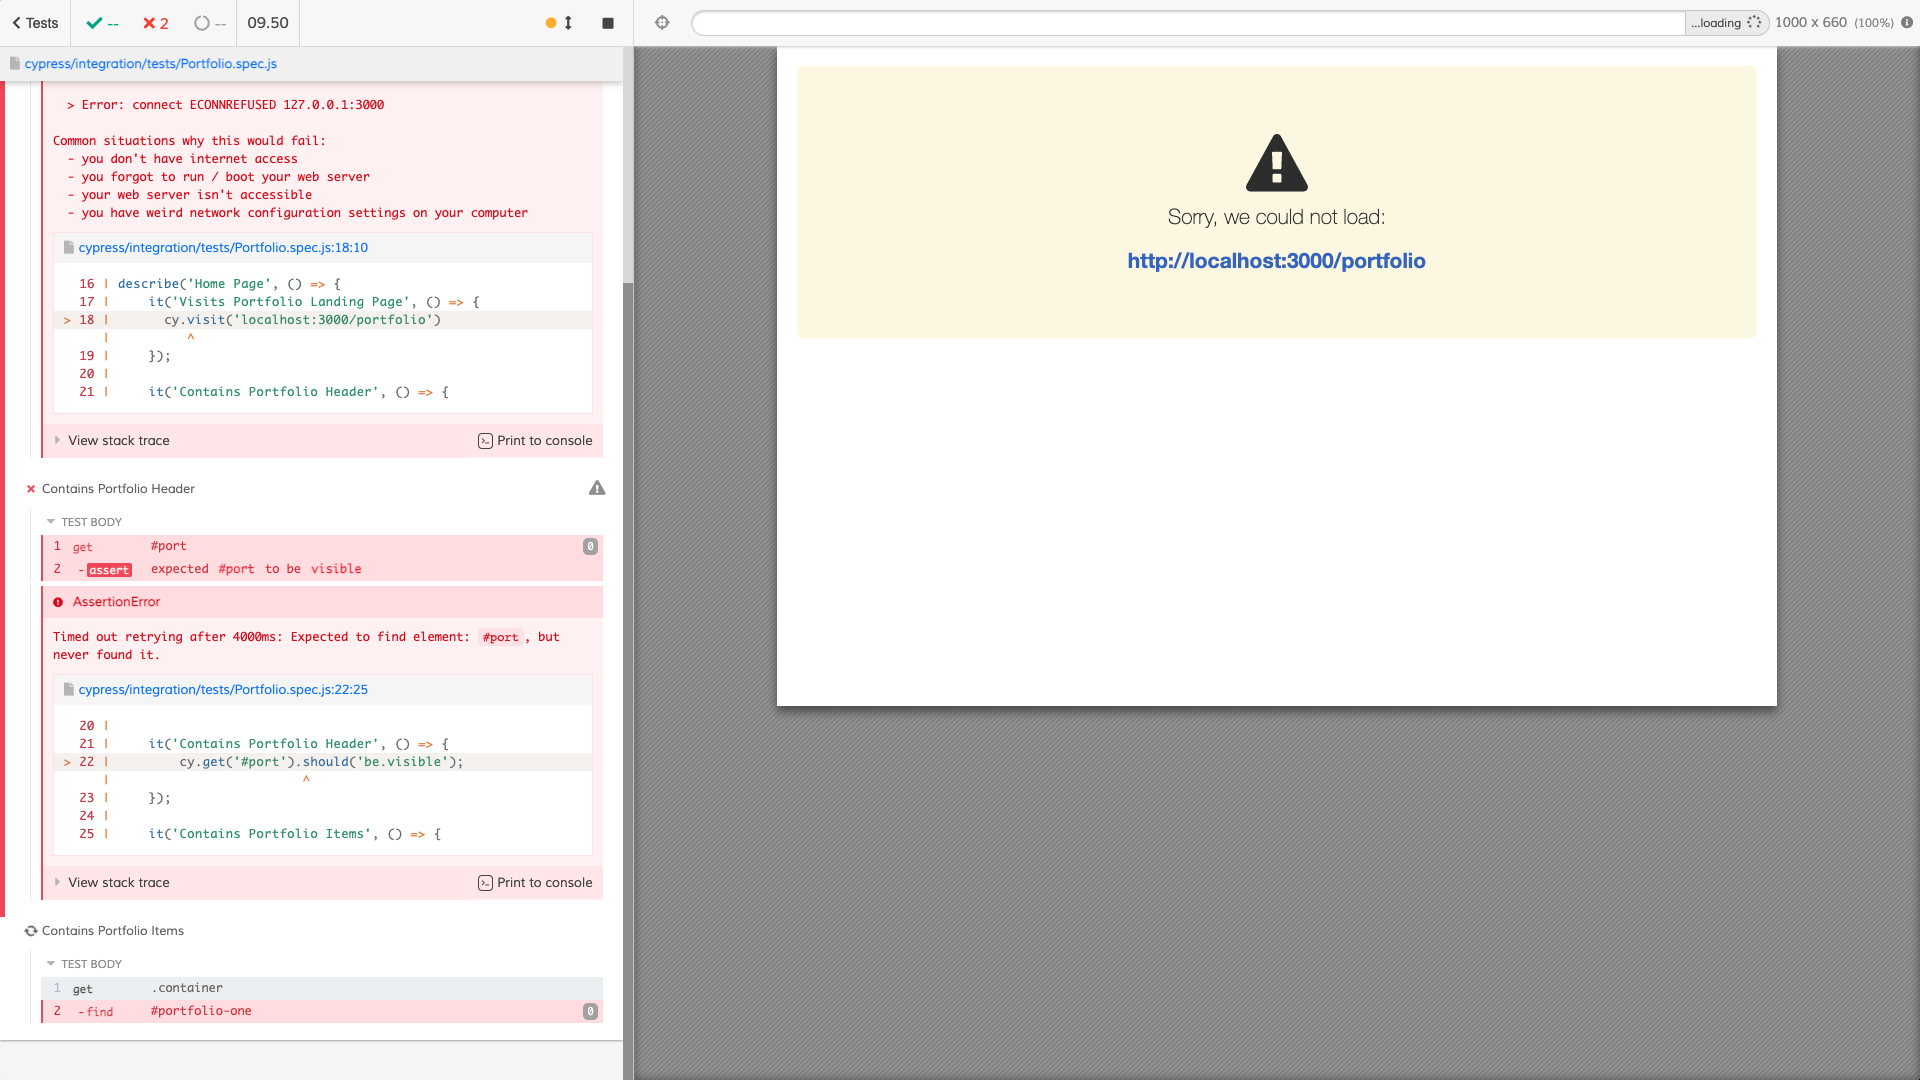 Tests -- 2 -- 09.50
...loading 1000 x 660 (100%)
cypress/integration/tests/Portfolio.spec.js
> Error: connect ECONNREFUSED 127.0.0.1:3000
Common situations why this would fail:
- you don't have internet access
- you forgot to run / boot your web server
- your web server isn't accessible
- you have weird network configuration settings on your computer
cypress/integration/tests/Portfolio.spec.js:18:10
16 | describe('Home Page', () => {
17 | it('Visits Portfolio Landing Page', () => {
> 18 | cy.visit('localhost:3000/portfolio')
| ^
19 | });
20 |
21 | it('Contains Portfolio Header', () => {
View stack trace Print to console
Contains Portfolio Header
TEST BODY
1 get #port 0
2 -assert expected #port to be visible
AssertionError
Timed out retrying after 4000ms: Expected to find element: #port, but
never found it.
cypress/integration/tests/Portfolio.spec.js:22:25
20 |
21 | it('Contains Portfolio Header', () => {
> 22 | cy.get('#port').should('be.visible');
| ^
23 | });
24 |
25 | it('Contains Portfolio Items', () => {
View stack trace Print to console
Contains Portfolio Items
TEST BODY
1 get .container
2 -find #portfolio-one 0
Sorry, we could not load:
http://localhost:3000/portfolio